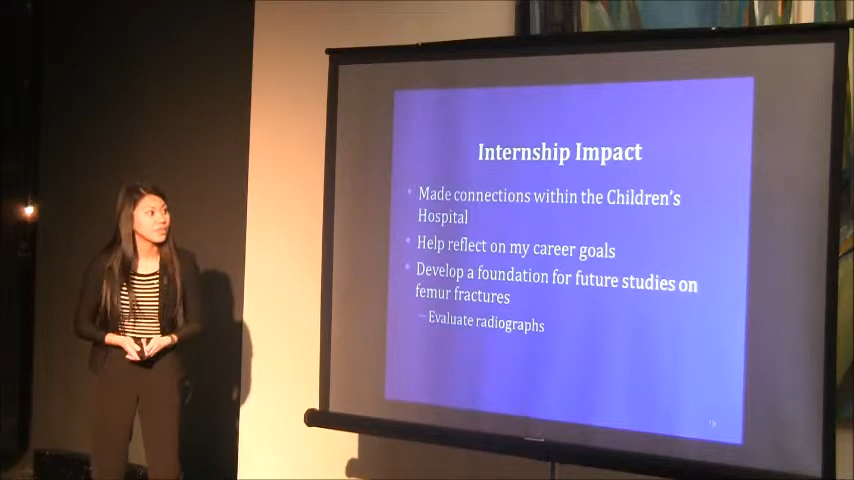 Internship Impact
• Made connections within the Children's
Hospital
• Help reflect on my career goals
• Develop a foundation for future studies on
femur fractures
– Evaluate radiographs